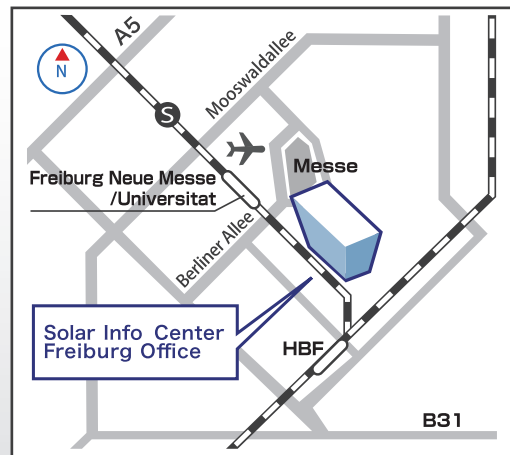 A5
N
Mooswaldallee
S
Messe
Freiburg Neue Messe
/Universitat
Berliner Allee
Solar Info Center
Freiburg Office
HBF
B31